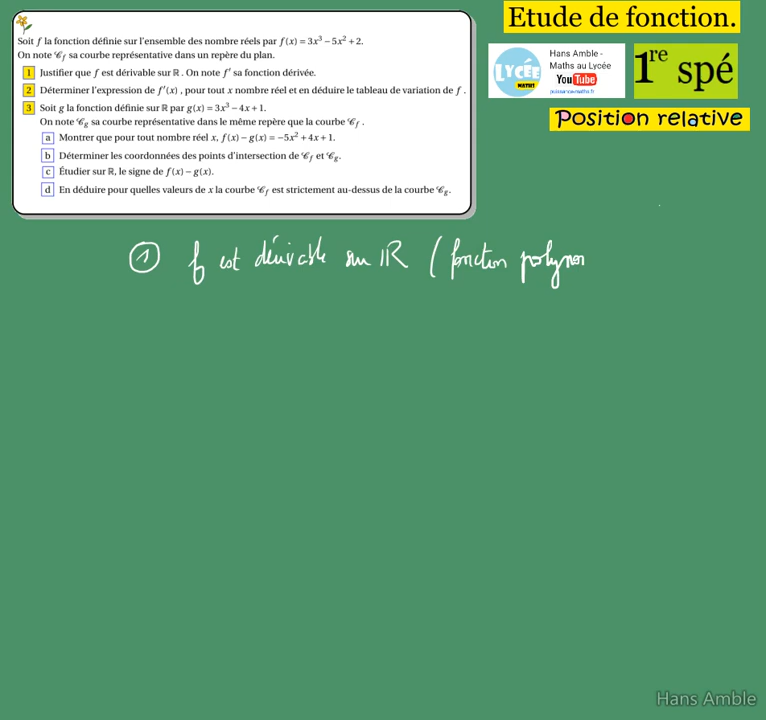 Etude de fonction.
Soit f la fonction définie sur l'ensemble des nombre réels par f(x) = 3x³ − 5x² + 2.
On note 𝒞f sa courbe représentative dans un repère du plan.
1 Justifier que f est dérivable sur ℝ. On note f′ sa fonction dérivée.
2 Déterminer l'expression de f′(x) , pour tout x nombre réel et en déduire le tableau de variation de f .
3 Soit g la fonction définie sur ℝ par g(x) = 3x³ − 4x + 1.
On note 𝒞g sa courbe représentative dans le même repère que la courbe 𝒞f .
a Montrer que pour tout nombre réel x, f(x) − g(x) = −5x² + 4x + 1.
b Déterminer les coordonnées des points d'intersection de 𝒞f et 𝒞g.
c Étudier sur ℝ, le signe de f(x) − g(x).
d En déduire pour quelles valeurs de x la courbe 𝒞f est strictement au-dessus de la courbe 𝒞g.
LYCÉE
MATHS
Hans Amble -
Maths au Lycée
YouTube
1re spé
Position relative
① f est dérivable sur ℝ (fonction polynom
Hans Amble